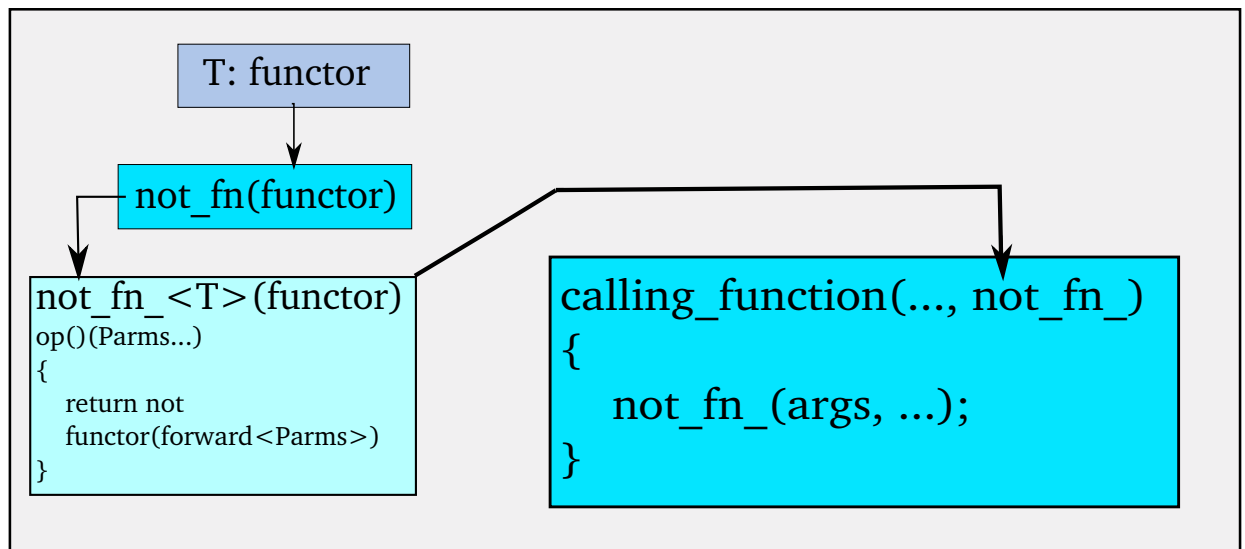 T: functor
not_fn(functor)
not_fn_<T>(functor)
op()(Parms...)
{
return not
functor(forward<Parms>)
}
calling_function(..., not_fn_)
{
not_fn_(args, ...);
}